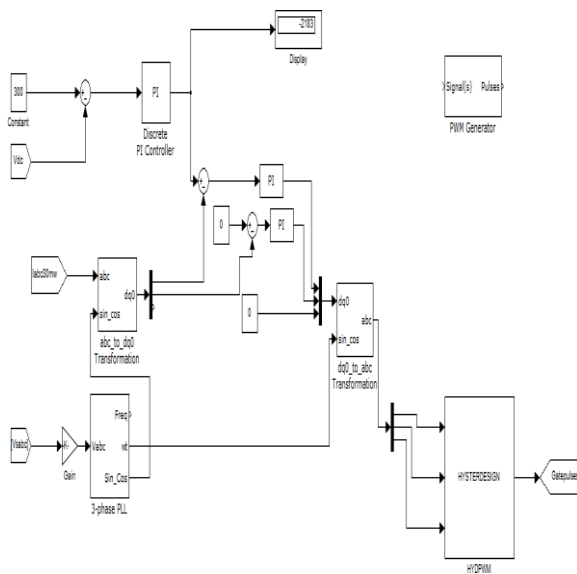 -2183
Display
300
Constant
PI
Discrete
PI Controller
Vdc
Signal(s) Pulses
PWM Generator
PI
0
PI
Iabc30mw
abc
dq0
sin_cos
abc_to_dq0
Transformation
0
dq0
abc
sin_cos
dq0_to_abc
Transformation
[Vsabc]
-K-
Gain
Freq
Vabc
wt
Sin_Cos
3-phase PLL
HYSTERDESIGN
HYDPWM
Gatepulses